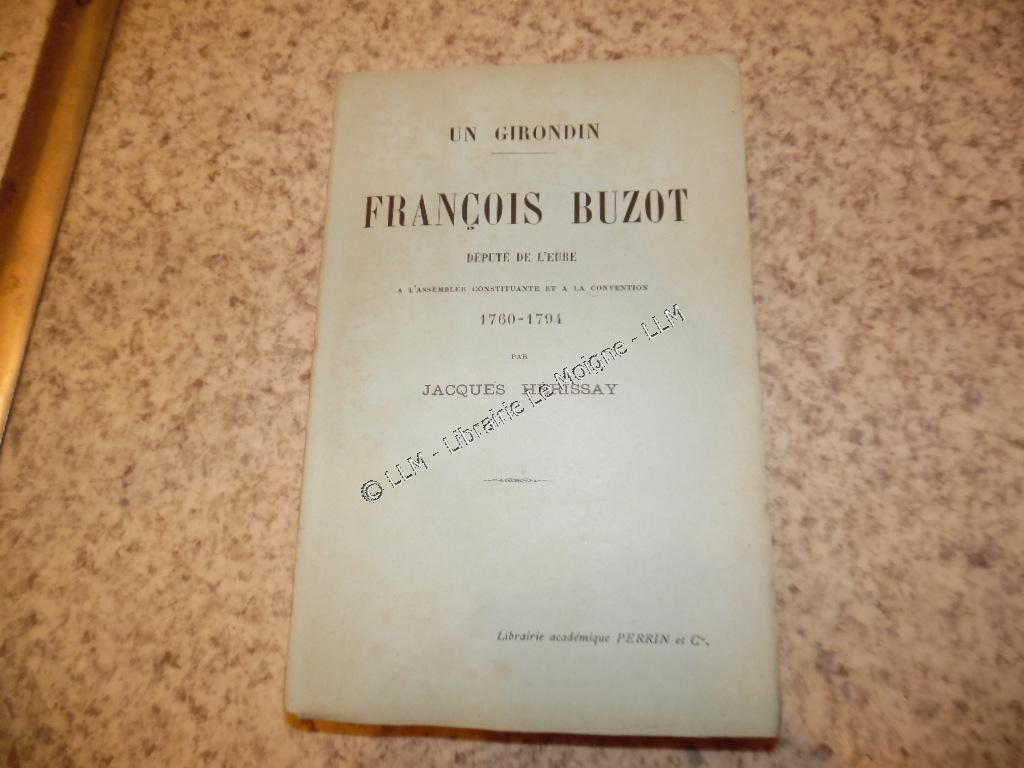 UN GIRONDIN
FRANÇOIS BUZOT
DÉPUTÉ DE L'EURE
A L'ASSEMBLÉE CONSTITUANTE ET A LA CONVENTION
1760-1794
PAR
JACQUES HÉRISSAY
© LLM - Librairie Le Moigne - LLM
Librairie académique PERRIN et Cie.